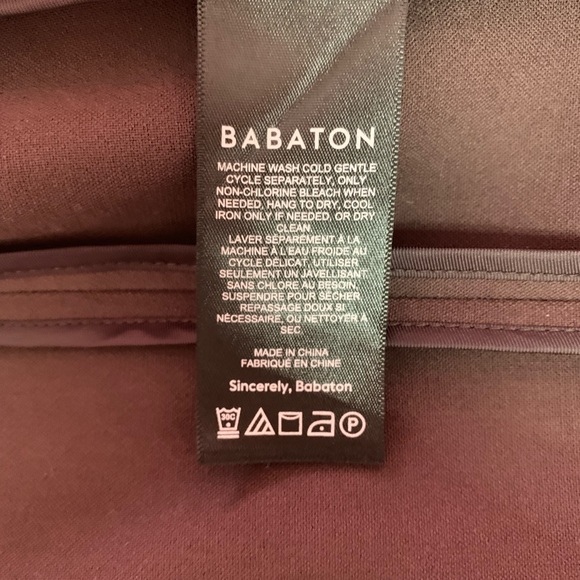 BABATON
MACHINE WASH COLD GENTLE
CYCLE SEPARATELY, ONLY
NON-CHLORINE BLEACH WHEN
NEEDED, HANG TO DRY, COOL
IRON ONLY IF NEEDED, OR DRY
CLEAN
LAVER SÉPARÉMENT À LA
MACHINE À L'EAU FROIDE AU
CYCLE DÉLICAT, UTILISER
SEULEMENT UN JAVELLISANT
SANS CHLORE AU BESOIN,
SUSPENDRE POUR SÉCHER,
REPASSAGE DOUX SI
NÉCESSAIRE, OU NETTOYER À
SEC
MADE IN CHINA
FABRIQUÉ EN CHINE
Sincerely, Babaton
30C P